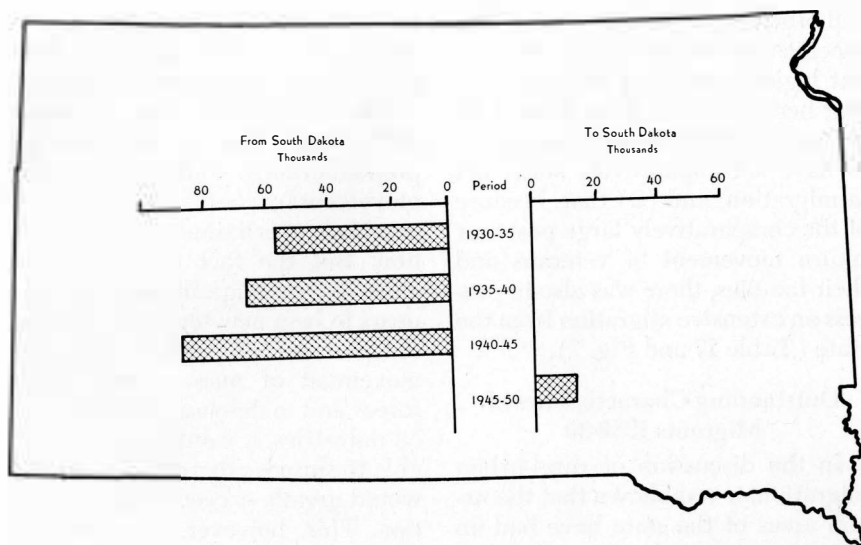 From South Dakota
Thousands
To South Dakota
Thousands
80 60 40 20 0 Period 0 20 40 60
1930-35
1935-40
1940-45
1945-50